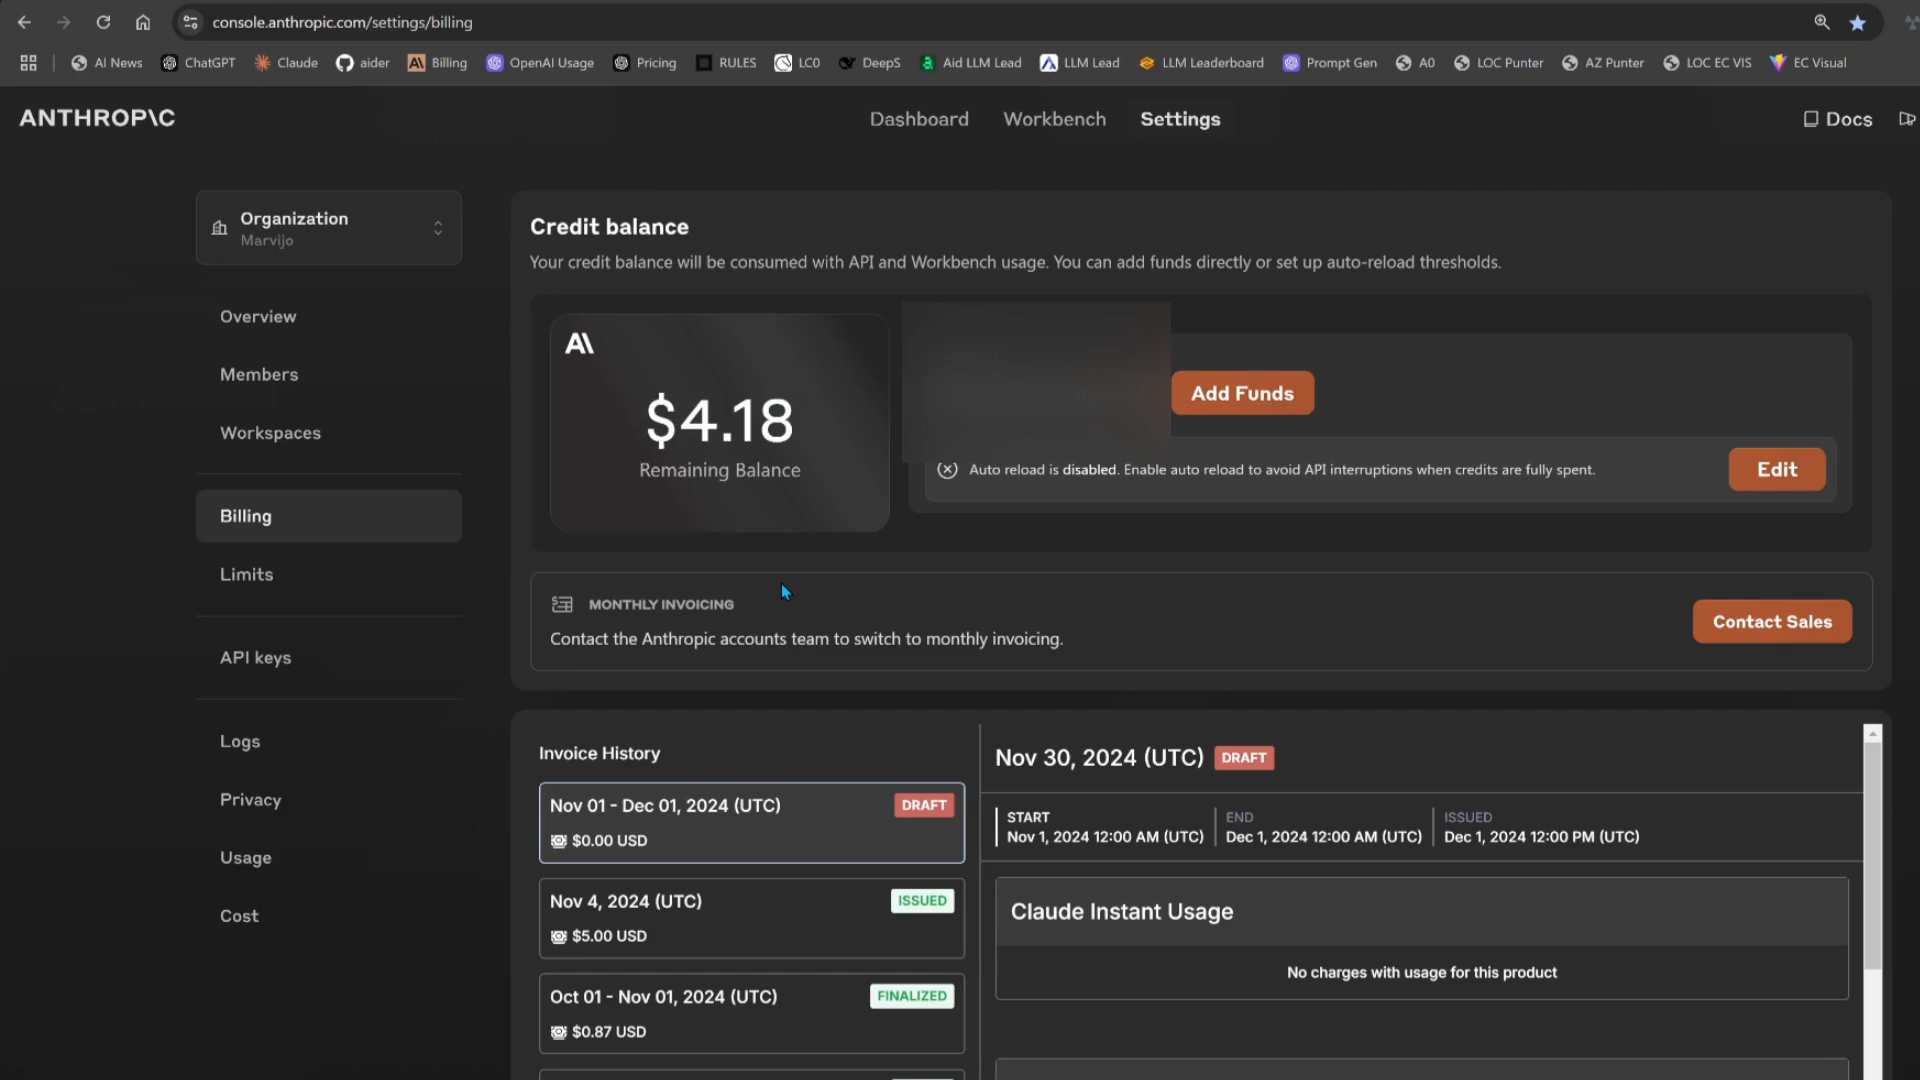 console.anthropic.com/settings/billing
AI News ChatGPT Claude aider Billing OpenAI Usage Pricing RULES LC0 DeepS Aid LLM Lead LLM Lead LLM Leaderboard Prompt Gen A0 LOC Punter AZ Punter LOC EC VIS EC Visual
ANTHROP\C
Dashboard Workbench Settings
Docs
Organization
Marvijo
Overview
Members
Workspaces
Billing
Limits
API keys
Logs
Privacy
Usage
Cost
Credit balance
Your credit balance will be consumed with API and Workbench usage. You can add funds directly or set up auto-reload thresholds.
A\
$4.18
Remaining Balance
Add Funds
Auto reload is disabled. Enable auto reload to avoid API interruptions when credits are fully spent.
Edit
MONTHLY INVOICING
Contact the Anthropic accounts team to switch to monthly invoicing.
Contact Sales
Invoice History
Nov 01 - Dec 01, 2024 (UTC) DRAFT
$0.00 USD
Nov 4, 2024 (UTC) ISSUED
$5.00 USD
Oct 01 - Nov 01, 2024 (UTC) FINALIZED
$0.87 USD
Nov 30, 2024 (UTC) DRAFT
START
Nov 1, 2024 12:00 AM (UTC)
END
Dec 1, 2024 12:00 AM (UTC)
ISSUED
Dec 1, 2024 12:00 PM (UTC)
Claude Instant Usage
No charges with usage for this product